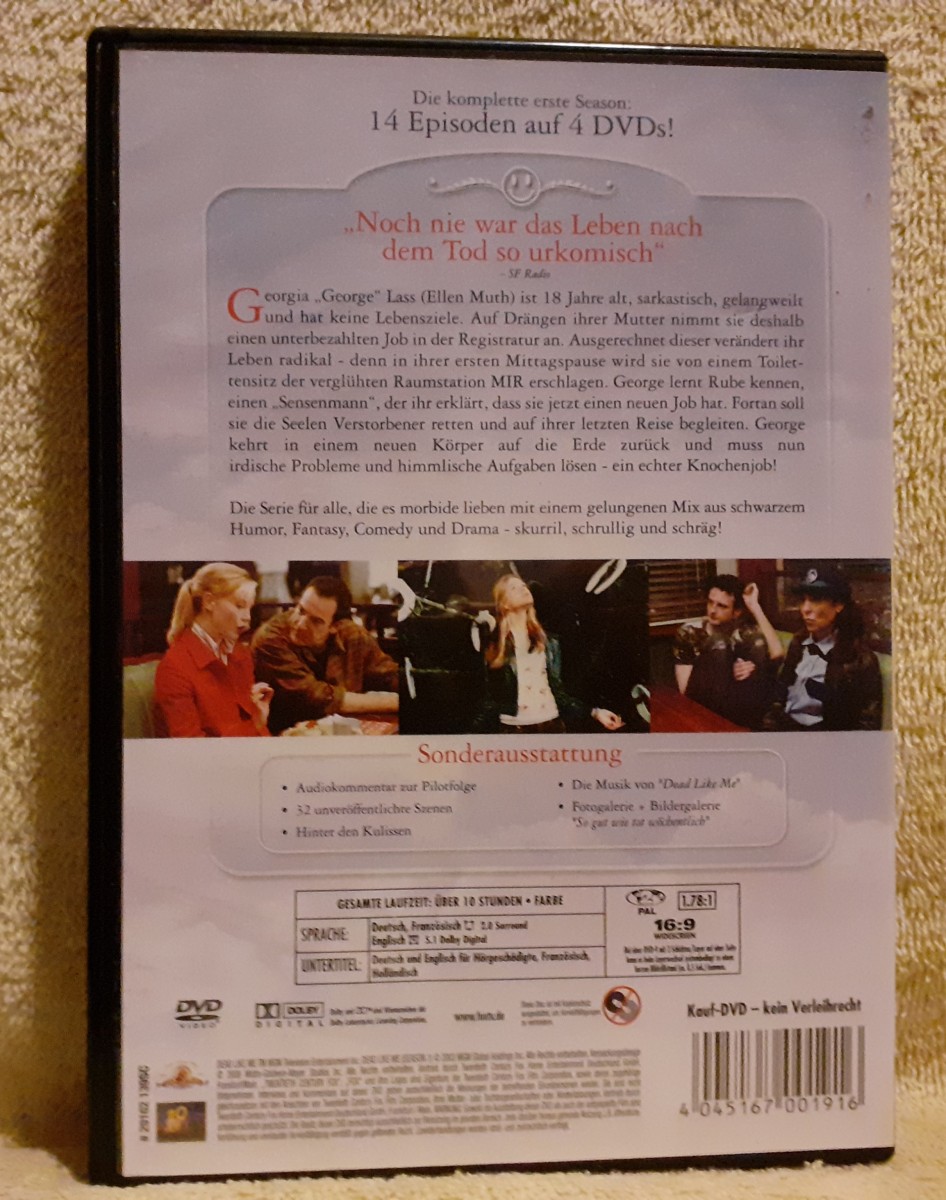 Die komplette erste Season:
14 Episoden auf 4 DVDs!
„Noch nie war das Leben nach
dem Tod so urkomisch“
- SF Radio
Georgia „George“ Lass (Ellen Muth) ist 18 Jahre alt, sarkastisch, gelangweilt
und hat keine Lebensziele. Auf Drängen ihrer Mutter nimmt sie deshalb
einen unterbezahlten Job in der Registratur an. Ausgerechnet dieser verändert ihr
Leben radikal - denn in ihrer ersten Mittagspause wird sie von einem Toilet-
tensitz der verglühten Raumstation MIR erschlagen. George lernt Rube kennen,
einen „Sensenmann“, der ihr erklärt, dass sie jetzt einen neuen Job hat. Fortan soll
sie die Seelen Verstorbener retten und auf ihrer letzten Reise begleiten. George
kehrt in einem neuen Körper auf die Erde zurück und muss nun
irdische Probleme und himmlische Aufgaben lösen - ein echter Knochenjob!
Die Serie für alle, die es morbide lieben mit einem gelungenen Mix aus schwarzem
Humor, Fantasy, Comedy und Drama - skurril, schrullig und schräg!
Sonderausstattung
• Audiokommentar zur Pilotfolge
• 32 unveröffentlichte Szenen
• Hinter den Kulissen
• Die Musik von "Dead Like Me"
• Fotogalerie + Bildergalerie
"So gut wie tot wöchentlich"
GESAMTE LAUFZEIT: ÜBER 10 STUNDEN • FARBE
SPRACHE: Deutsch, Französisch 2.0 Surround
Englisch 5.1 Dolby Digital
UNTERTITEL: Deutsch und Englisch für Hörgeschädigte, Französisch,
Holländisch
PAL 1.78:1
16:9
WIDESCREEN
DVD
VIDEO
DOLBY
DIGITAL
Kauf-DVD – kein Verleihrecht
4 045167 001916